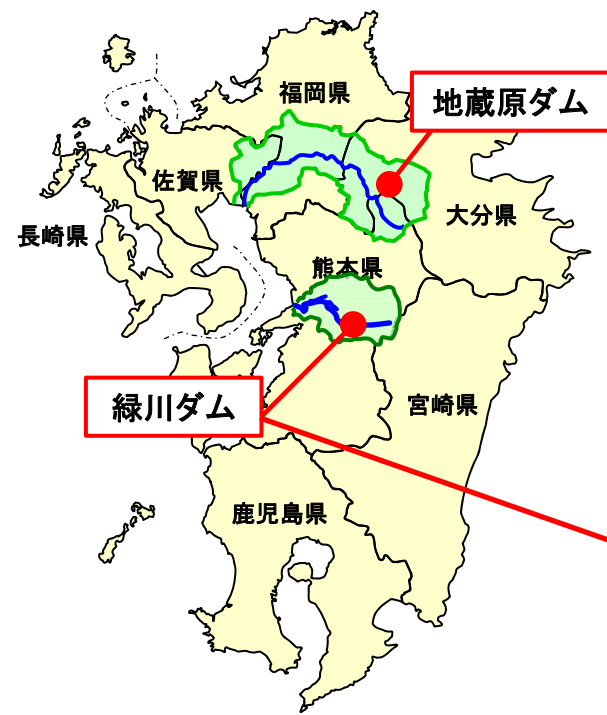 福岡県
地蔵原ダム
佐賀県
大分県
長崎県
熊本県
緑川ダム
宮崎県
鹿児島県